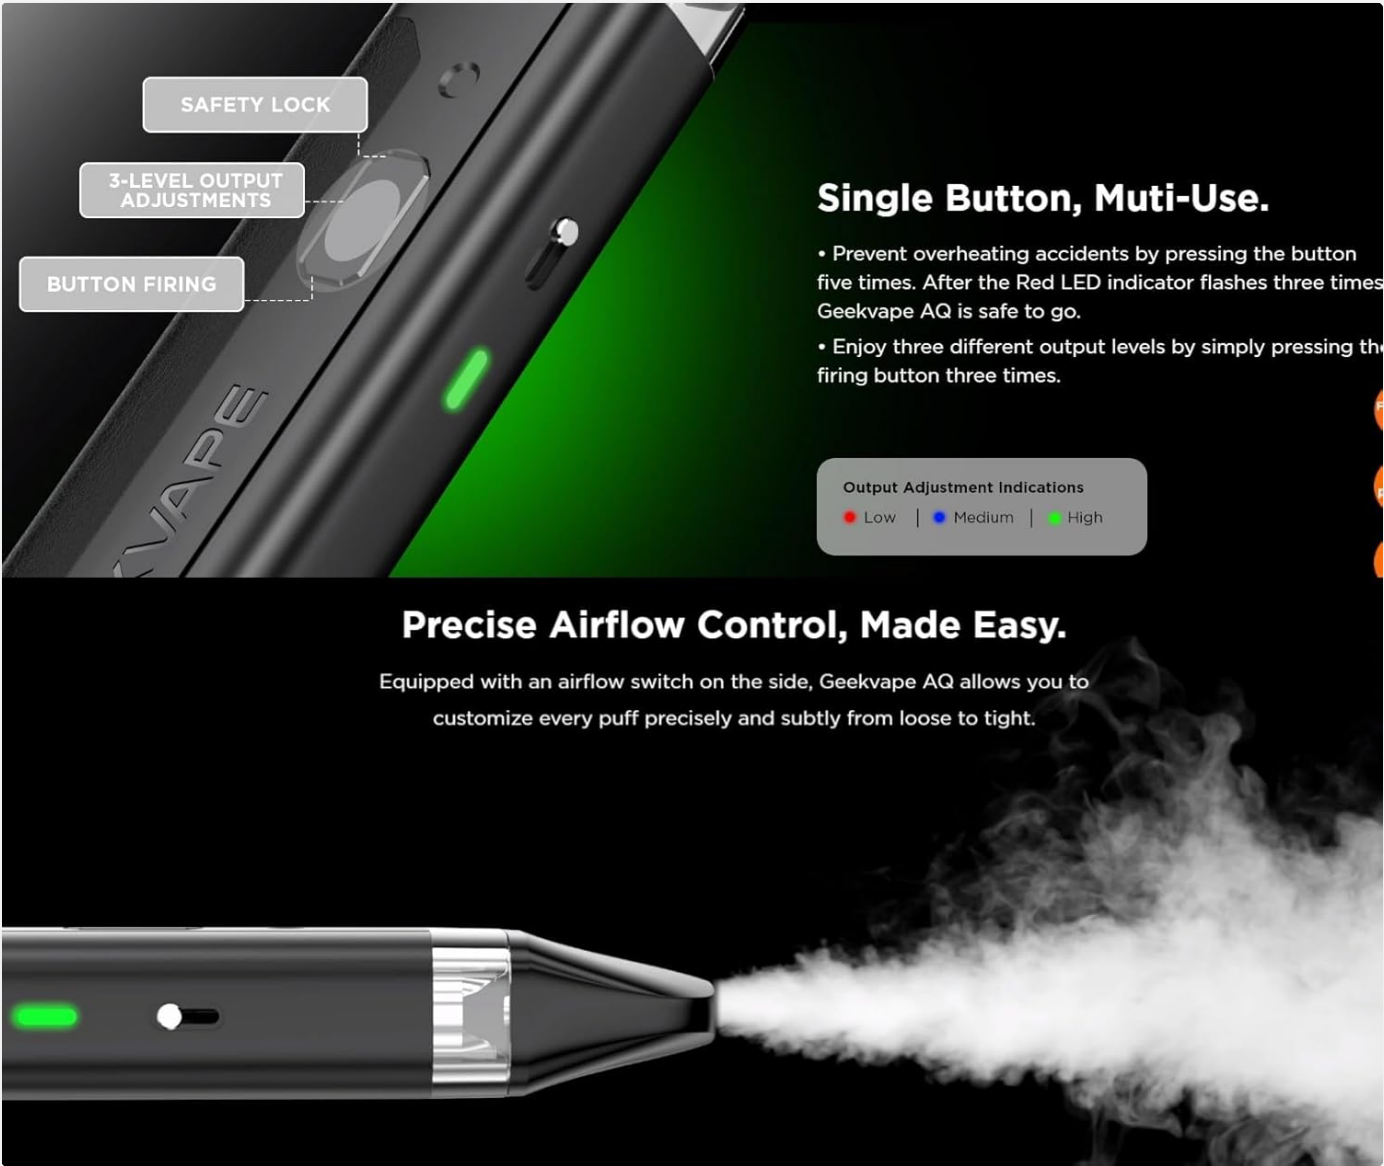 SAFETY LOCK
3-LEVEL OUTPUT
ADJUSTMENTS
BUTTON FIRING
VAPE
Single Button, Muti-Use.
• Prevent overheating accidents by pressing the button
five times. After the Red LED indicator flashes three times
Geekvape AQ is safe to go.
• Enjoy three different output levels by simply pressing the
firing button three times.
Output Adjustment Indications
Low | Medium | High
Precise Airflow Control, Made Easy.
Equipped with an airflow switch on the side, Geekvape AQ allows you to
customize every puff precisely and subtly from loose to tight.